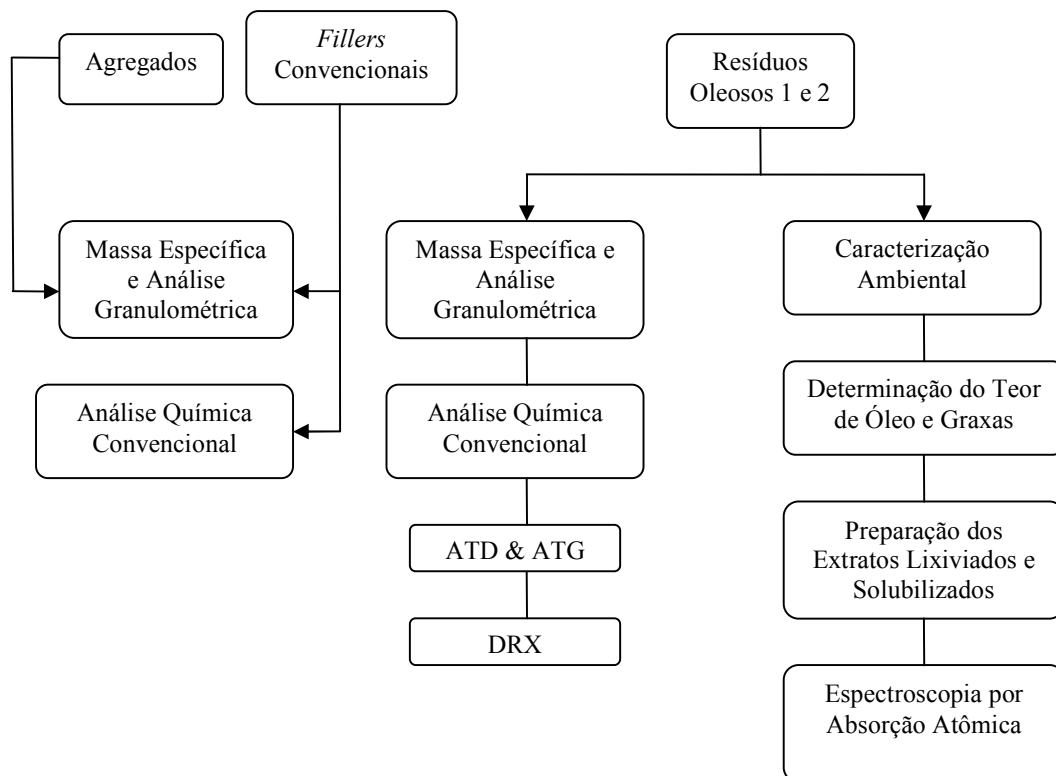 Agregados
Fillers
Convencionais
Resíduos
Oleosos 1 e 2
Massa Específica
e Análise
Granulométrica
Massa Específica e
Análise
Granulométrica
Caracterização
Ambiental
Análise Química
Convencional
Análise Química
Convencional
Determinação do Teor
de Óleo e Graxas
ATD & ATG
Preparação dos
Extratos Lixiviados e
Solubilizados
DRX
Espectroscopia por
Absorção Atômica